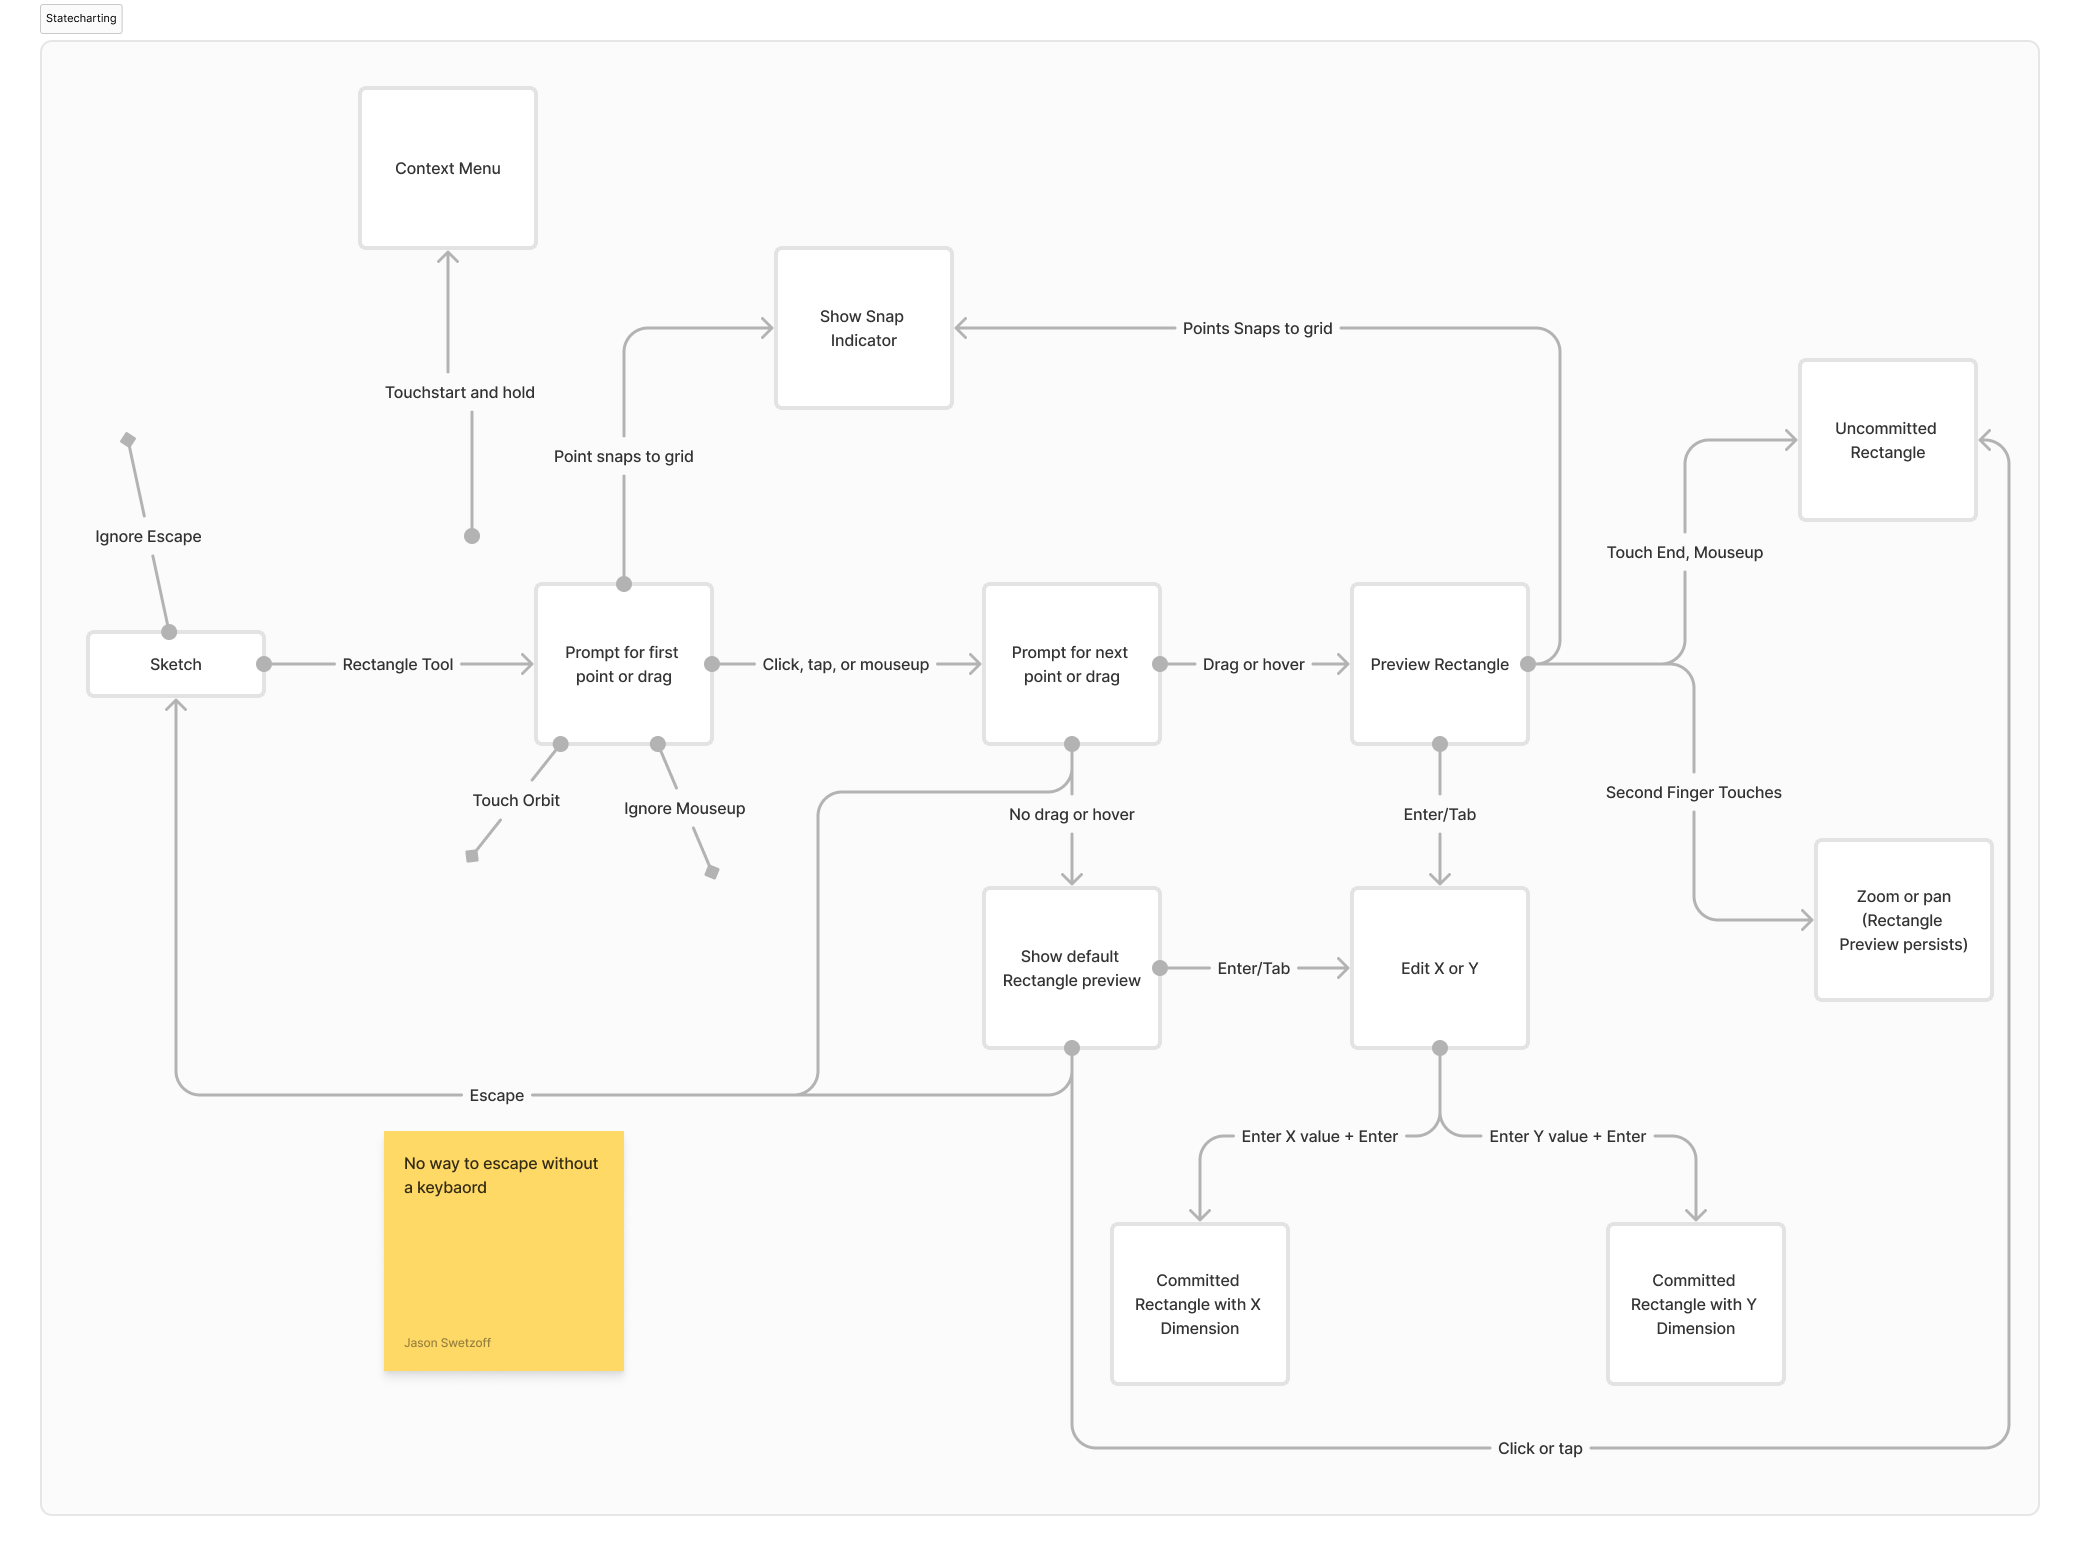 Statecharting
Context Menu
Show Snap
Indicator
Points Snaps to grid
Touchstart and hold
Point snaps to grid
Uncommitted
Rectangle
Ignore Escape
Touch End, Mouseup
Sketch
Rectangle Tool
Prompt for first
point or drag
Click, tap, or mouseup
Prompt for next
point or drag
Drag or hover
Preview Rectangle
Touch Orbit
Ignore Mouseup
No drag or hover
Enter/Tab
Second Finger Touches
Zoom or pan
(Rectangle
Preview persists)
Show default
Rectangle preview
Enter/Tab
Edit X or Y
Escape
Enter X value + Enter
Enter Y value + Enter
No way to escape without
a keybaord
Jason Swetzoff
Committed
Rectangle with X
Dimension
Committed
Rectangle with Y
Dimension
Click or tap